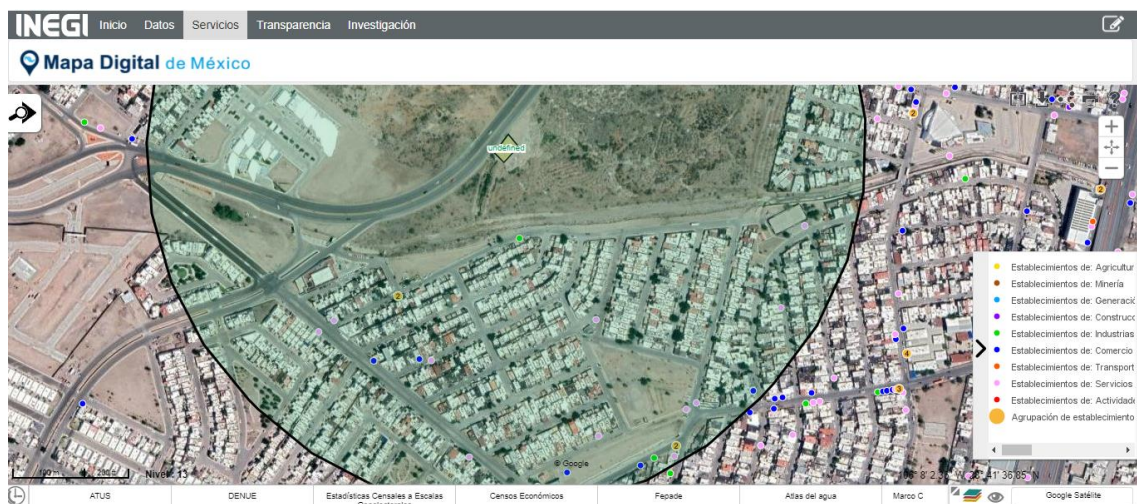 INEGI Inicio Datos Servicios Transparencia Investigación
Mapa Digital de México
undefined
2
2
2
4
3
2
Establecimientos de: Agricultur
Establecimientos de: Minería
Establecimientos de: Generació
Establecimientos de: Construcc
Establecimientos de: Industrias
Establecimientos de: Comercio
Establecimientos de: Transport
Establecimientos de: Servicios
Establecimientos de: Actividade
Agrupación de establecimiento
© Google
Nivel: 13
ATUS DENUE Estadísticas Censales a Escalas Censos Económicos Fepade Atlas del agua Marco C Google Satélite